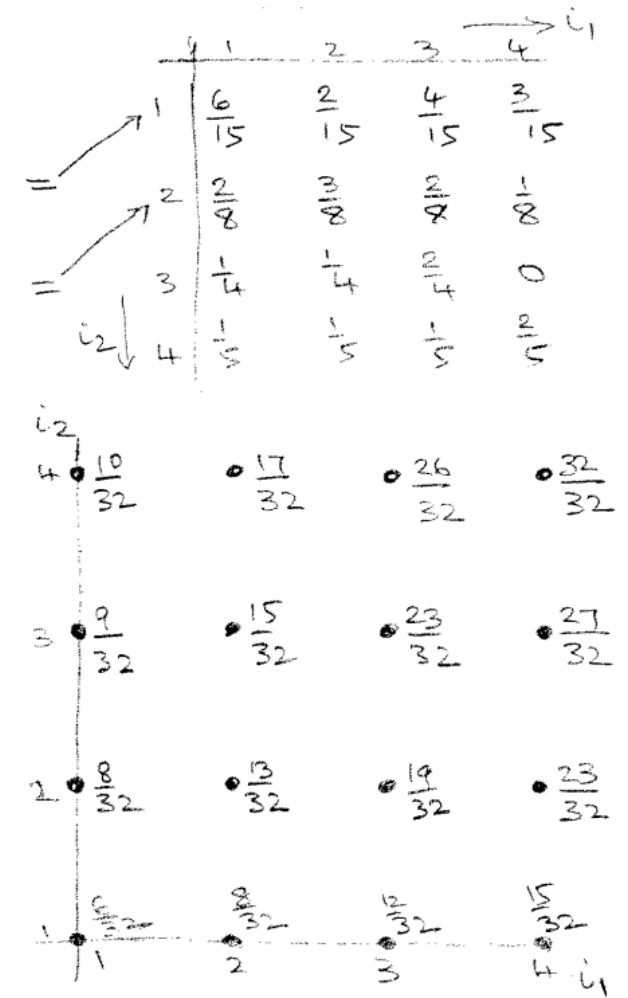 → i₁
1 2 3 4
= 1 6/15 2/15 4/15 3/15
= 2 2/8 3/8 2/8 1/8
3 1/4 1/4 2/4 0
i₂ ↓ 4 1/5 1/5 1/5 2/5
i₂
4 10/32 17/32 26/32 32/32
3 9/32 15/32 23/32 27/32
2 8/32 13/32 19/32 23/32
1 6/32 8/32 12/32 15/32
1 2 3 4 i₁